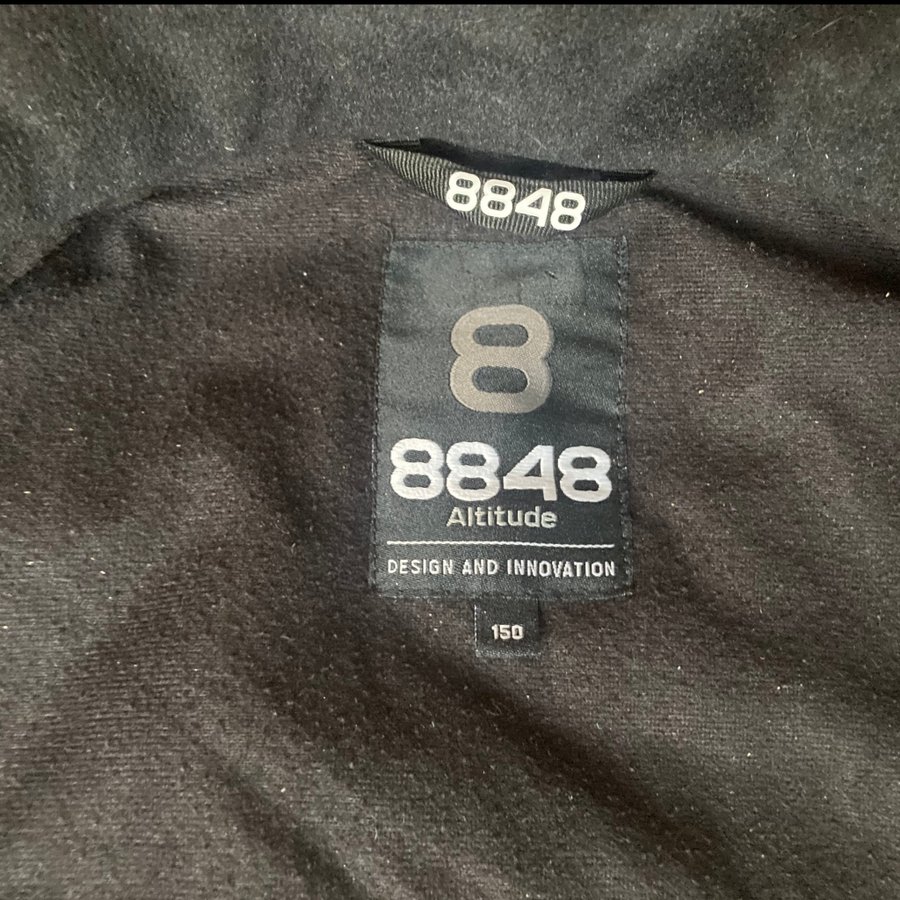 8848
8
8848
Altitude
DESIGN AND INNOVATION
150